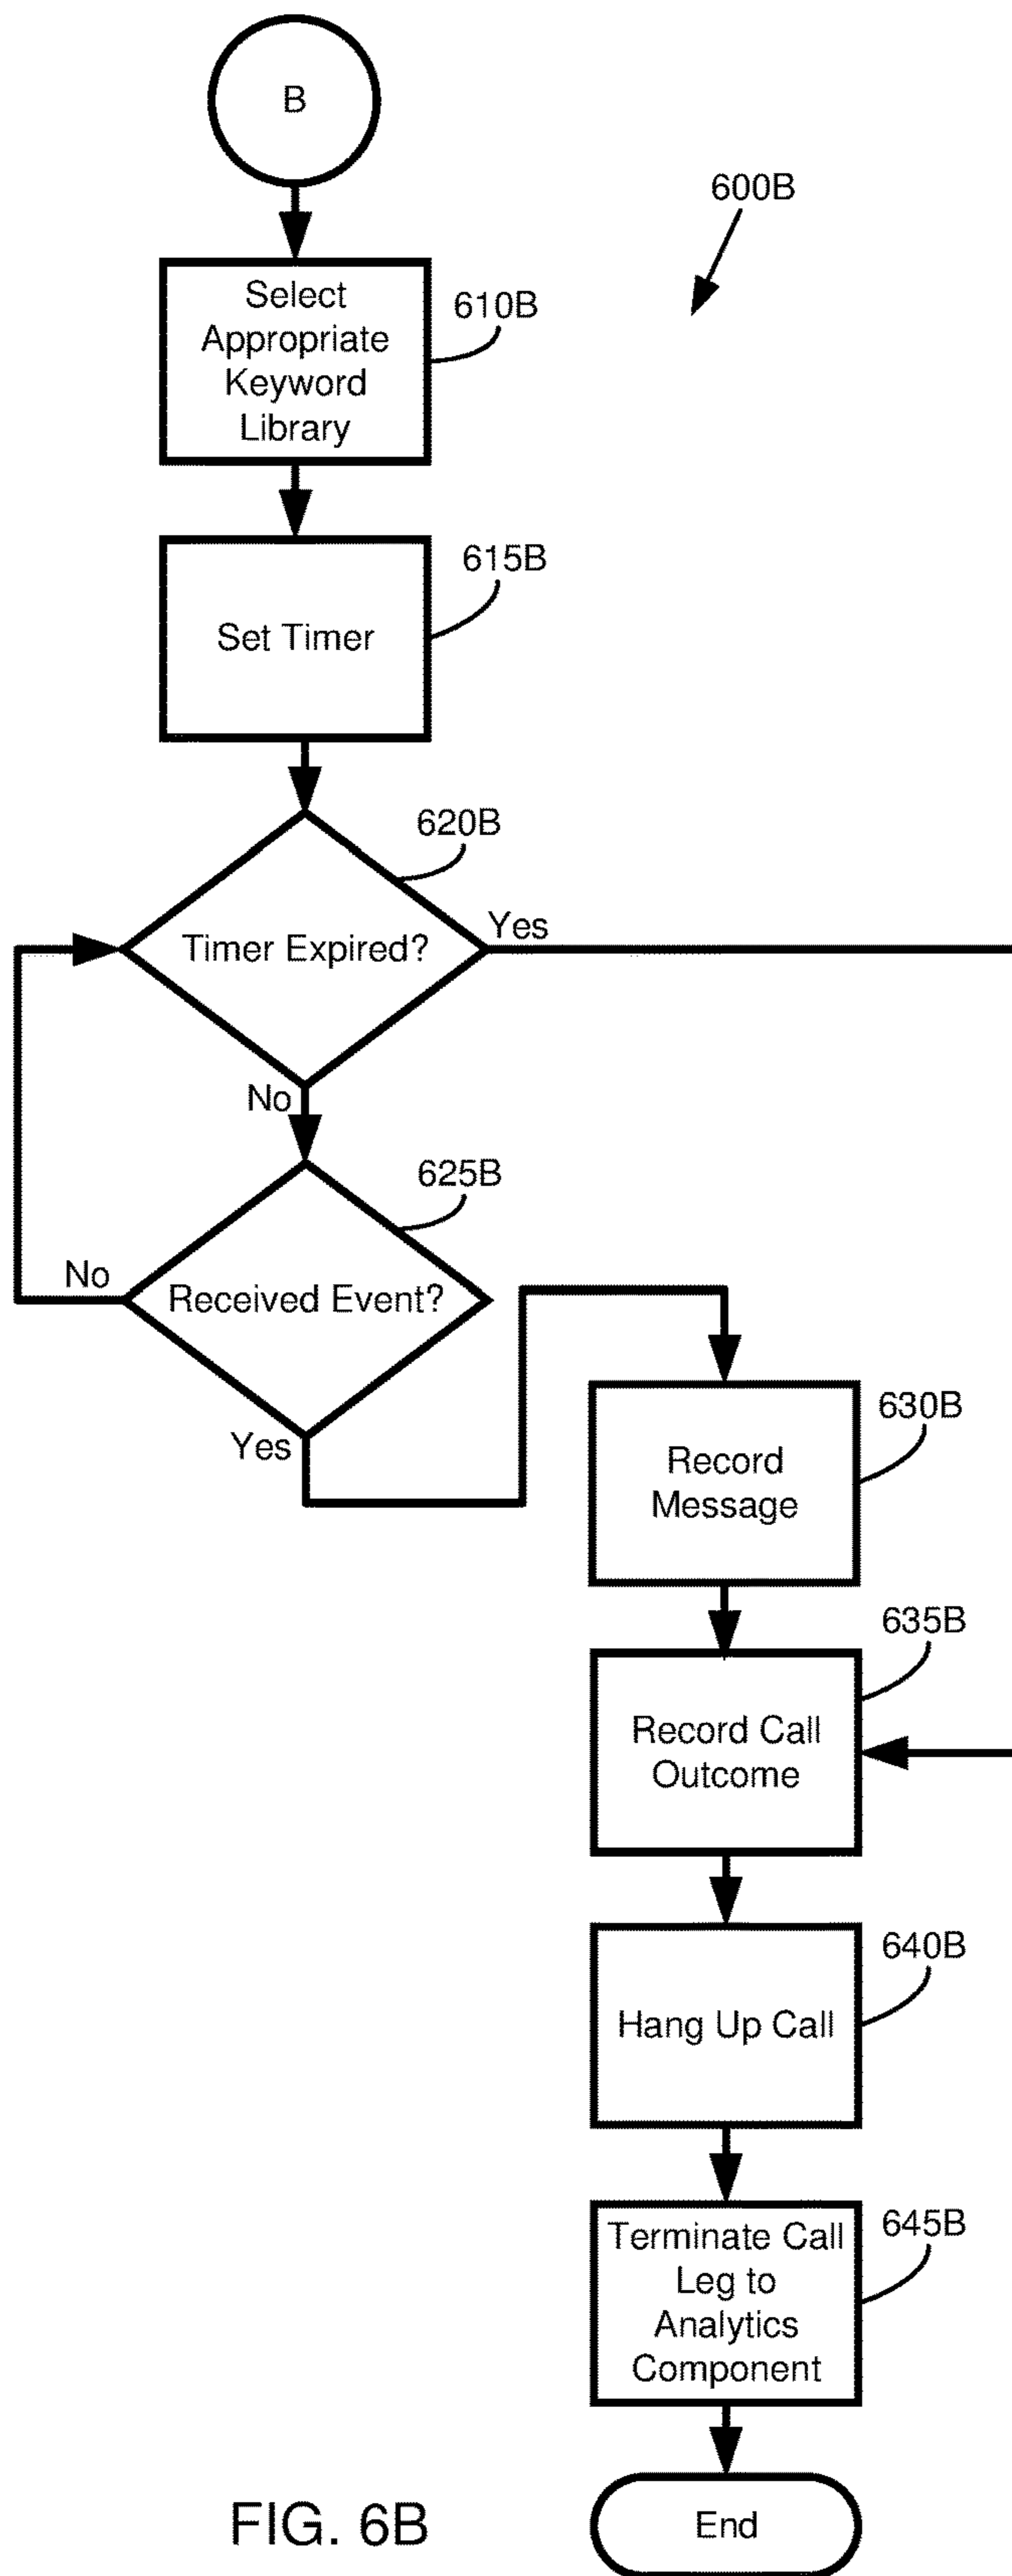 B
600B
Select
Appropriate
Keyword
Library
610B
Set Timer
615B
620B
Timer Expired?
Yes
No
625B
Received Event?
No
Yes
630B
Record
Message
635B
Record Call
Outcome
640B
Hang Up Call
645B
Terminate Call
Leg to
Analytics
Component
End
FIG. 6B